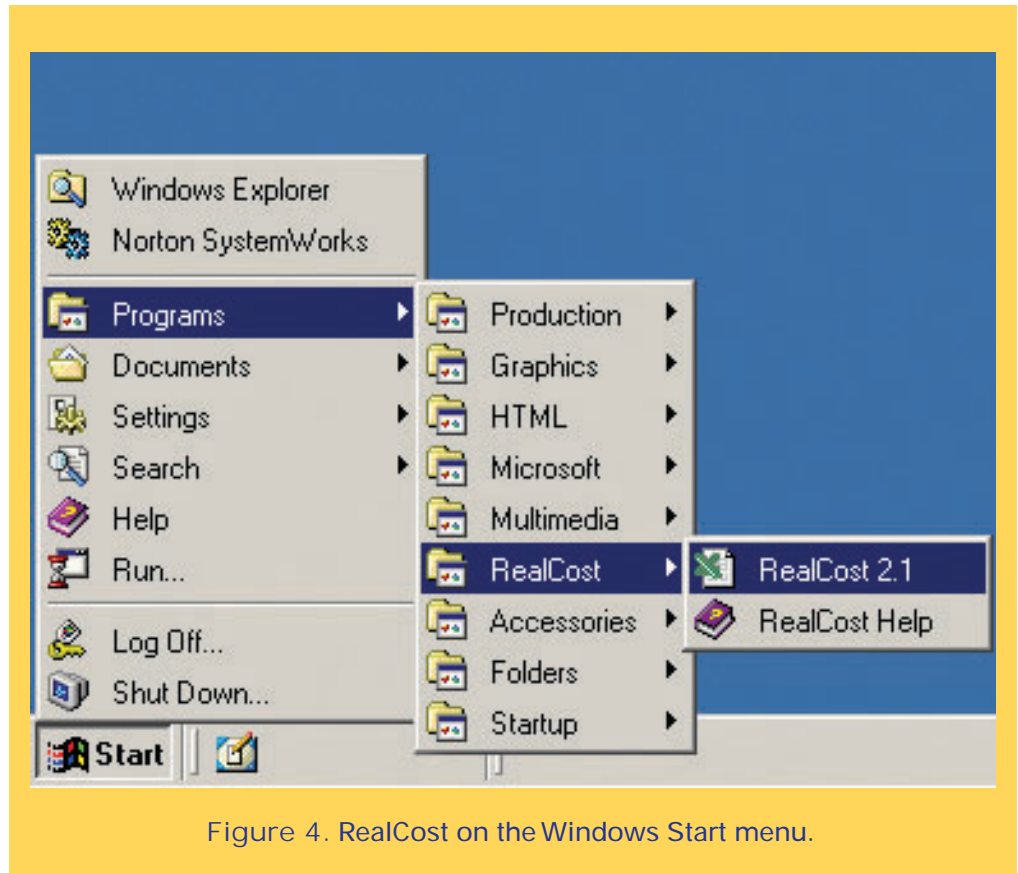 Windows Explorer
Norton SystemWorks
Programs
Documents
Settings
Search
Help
Run...
Log Off...
Shut Down...
Start
Production
Graphics
HTML
Microsoft
Multimedia
RealCost
Accessories
Folders
Startup
RealCost 2.1
RealCost Help
Figure 4. RealCost on the Windows Start menu.